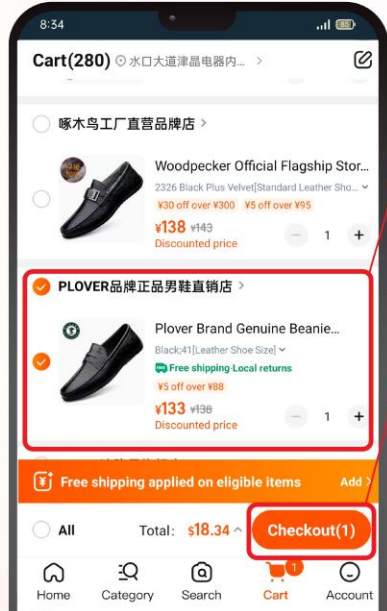 8:34
85
Cart(280) 水口大道津晶电器内... >
啄木鸟工厂直营品牌店 >
Woodpecker Official Flagship Stor...
2326 Black Plus Velvet[Standard Leather Sho...
¥30 off over ¥300 ¥5 off over ¥95
¥138 ¥143
Discounted price
1 +
PLOVER品牌正品男鞋直销店 >
Plover Brand Genuine Beanie...
Black;41[Leather Shoe Size]
Free shipping·Local returns
¥5 off over ¥88
¥133 ¥138
Discounted price
1 +
Free shipping applied on eligible items Add >
All Total: $18.34 Checkout(1)
1
Home Category Search Cart Account